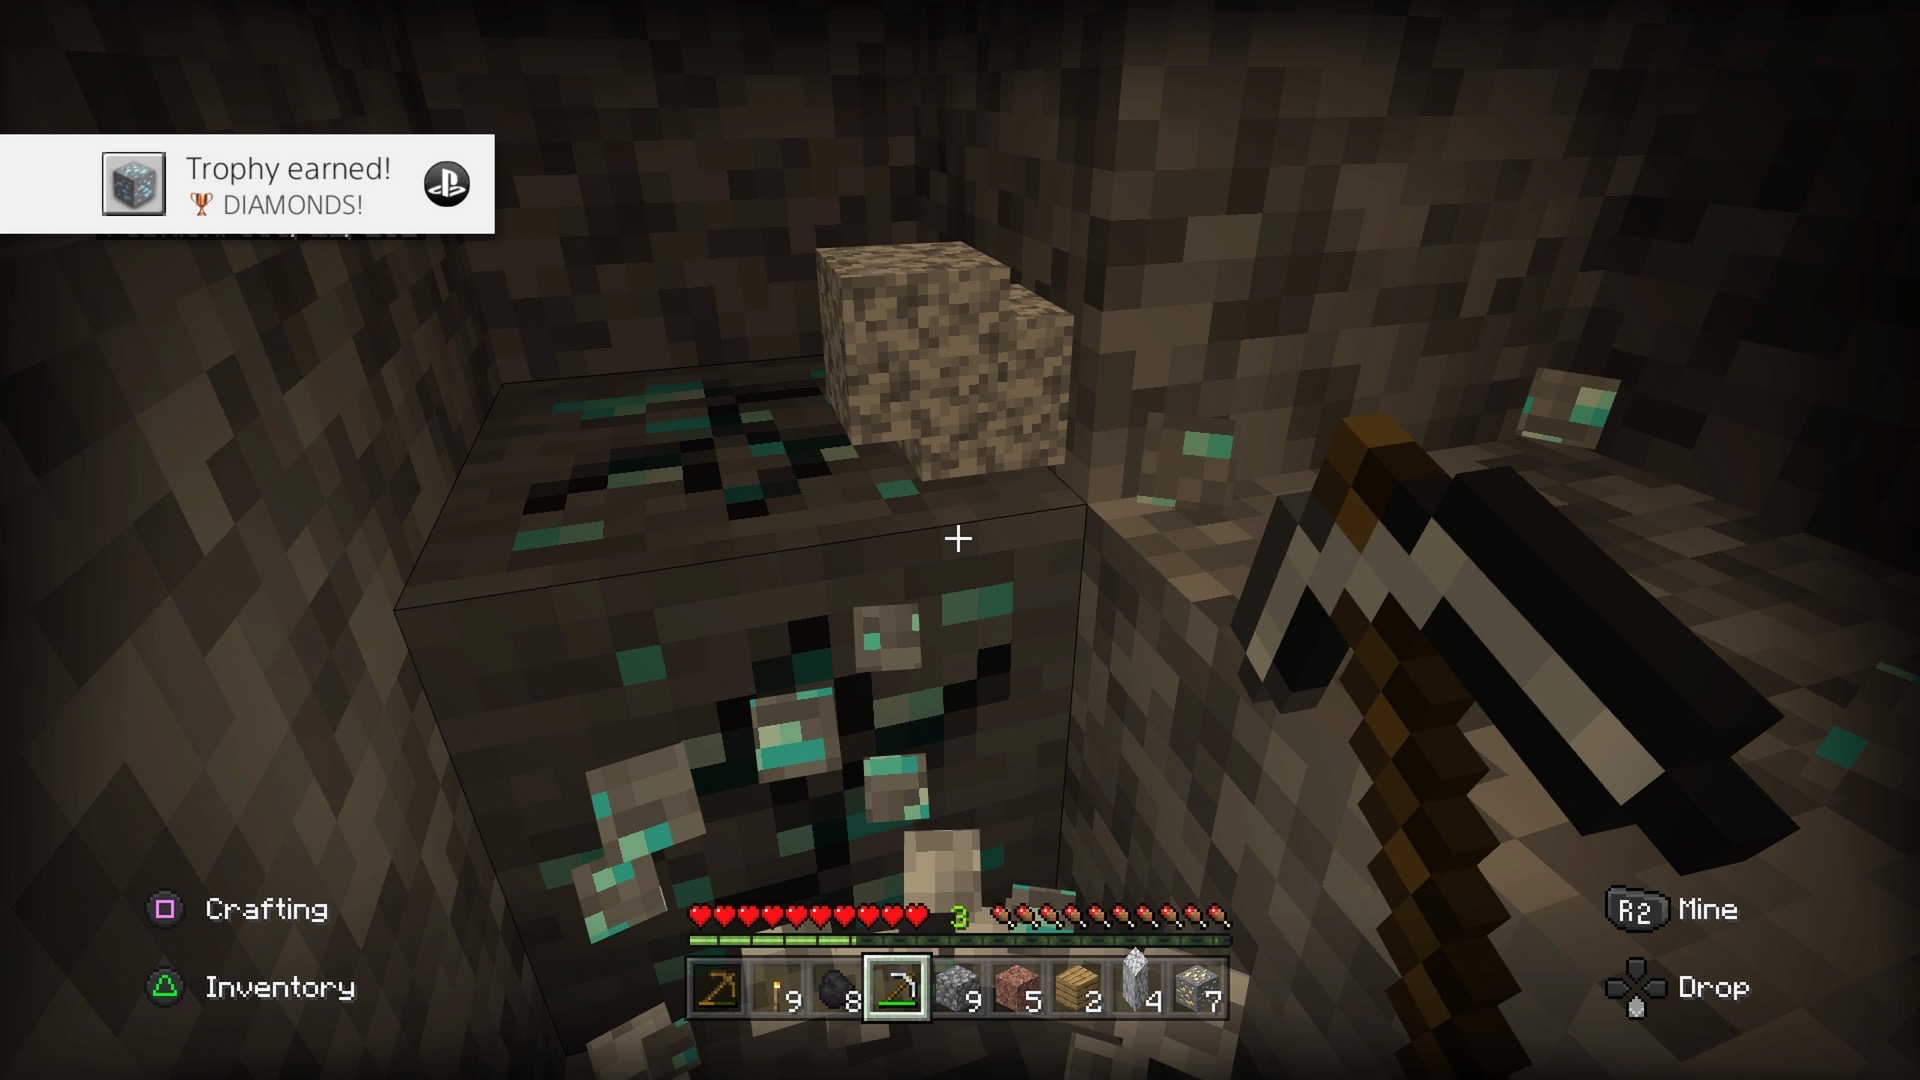 Trophy earned!
DIAMONDS!
Crafting
Inventory
R2 Mine
Drop
3
9 8 9 5 2 4 7